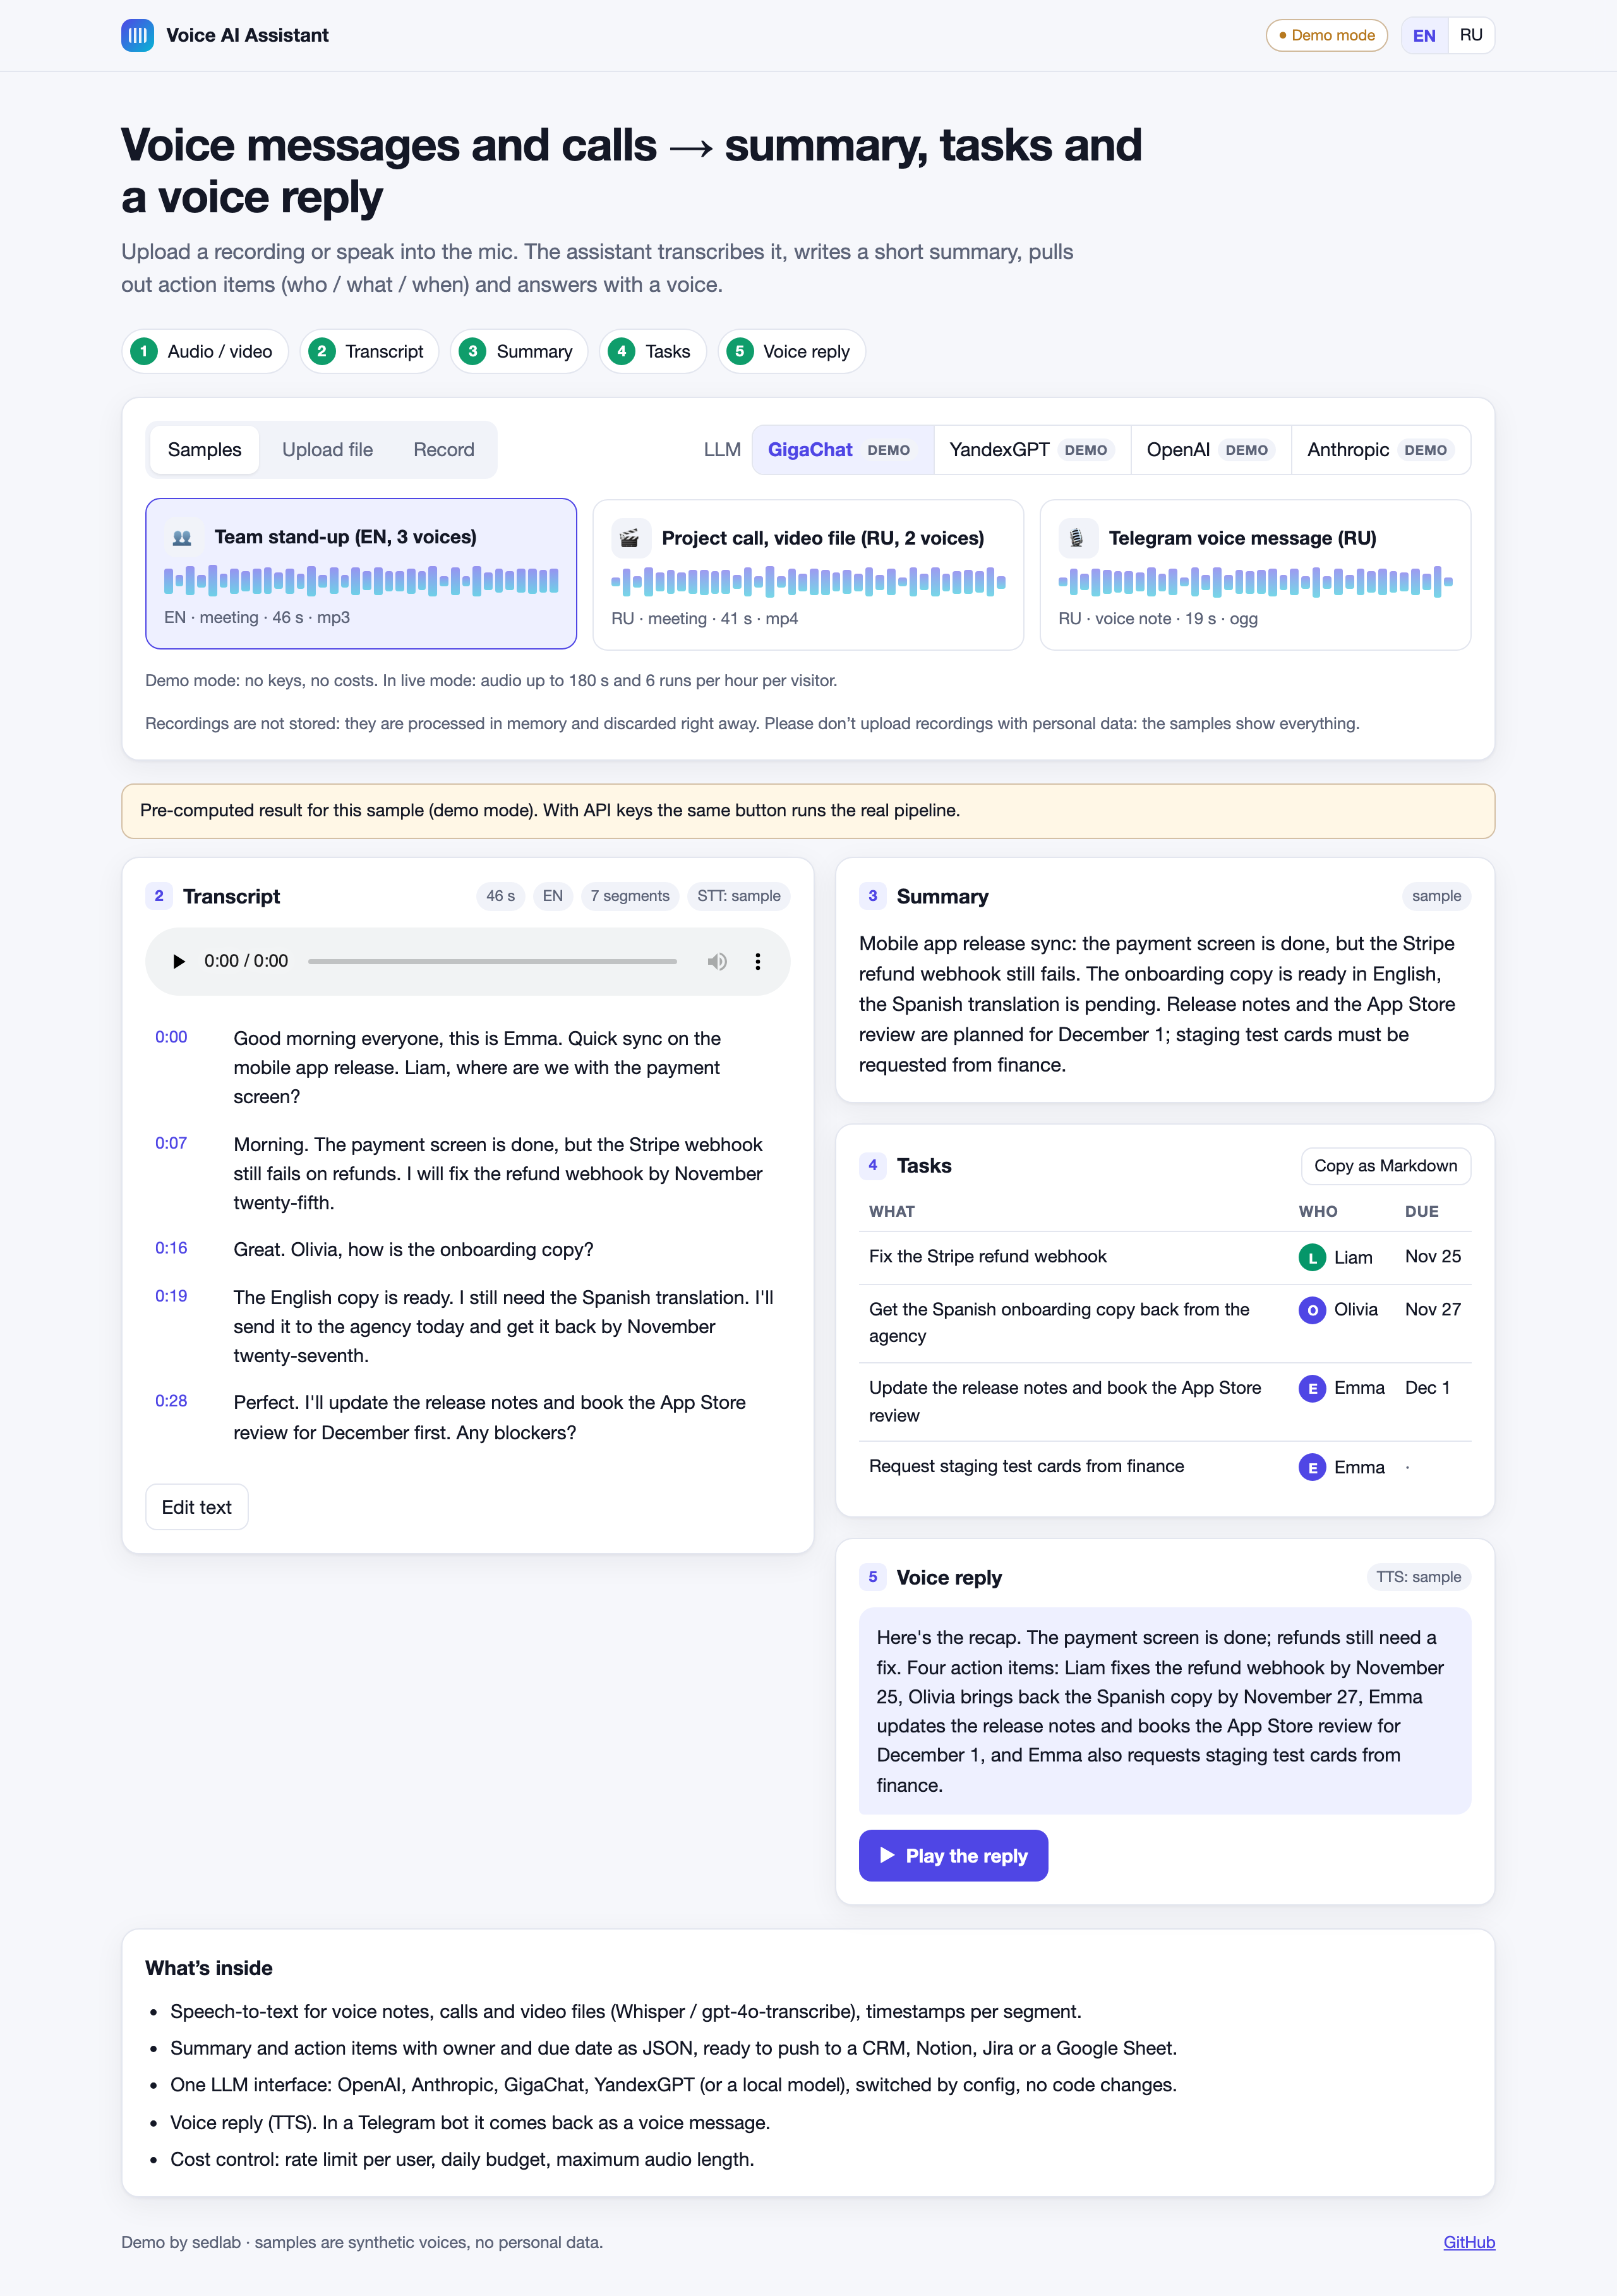 Voice AI Assistant
Demo mode
EN RU
Voice messages and calls → summary, tasks and
a voice reply
Upload a recording or speak into the mic. The assistant transcribes it, writes a short summary, pulls
out action items (who / what / when) and answers with a voice.
1 Audio / video
2 Transcript
3 Summary
4 Tasks
5 Voice reply
Samples Upload file Record
LLM GigaChat DEMO YandexGPT DEMO OpenAI DEMO Anthropic DEMO
Team stand-up (EN, 3 voices)
EN · meeting · 46 s · mp3
Project call, video file (RU, 2 voices)
RU · meeting · 41 s · mp4
Telegram voice message (RU)
RU · voice note · 19 s · ogg
Demo mode: no keys, no costs. In live mode: audio up to 180 s and 6 runs per hour per visitor.
Recordings are not stored: they are processed in memory and discarded right away. Please don’t upload recordings with personal data: the samples show everything.
Pre-computed result for this sample (demo mode). With API keys the same button runs the real pipeline.
2 Transcript 46 s EN 7 segments STT: sample
0:00 / 0:00
0:00 Good morning everyone, this is Emma. Quick sync on the
mobile app release. Liam, where are we with the payment
screen?
0:07 Morning. The payment screen is done, but the Stripe webhook
still fails on refunds. I will fix the refund webhook by November
twenty-fifth.
0:16 Great. Olivia, how is the onboarding copy?
0:19 The English copy is ready. I still need the Spanish translation. I'll
send it to the agency today and get it back by November
twenty-seventh.
0:28 Perfect. I'll update the release notes and book the App Store
review for December first. Any blockers?
Edit text
3 Summary sample
Mobile app release sync: the payment screen is done, but the Stripe
refund webhook still fails. The onboarding copy is ready in English,
the Spanish translation is pending. Release notes and the App Store
review are planned for December 1; staging test cards must be
requested from finance.
4 Tasks Copy as Markdown
WHAT WHO DUE
Fix the Stripe refund webhook L Liam Nov 25
Get the Spanish onboarding copy back from the
agency O Olivia Nov 27
Update the release notes and book the App Store
review E Emma Dec 1
Request staging test cards from finance E Emma ·
5 Voice reply TTS: sample
Here's the recap. The payment screen is done; refunds still need a
fix. Four action items: Liam fixes the refund webhook by November
25, Olivia brings back the Spanish copy by November 27, Emma
updates the release notes and books the App Store review for
December 1, and Emma also requests staging test cards from
finance.
Play the reply
What’s inside
• Speech-to-text for voice notes, calls and video files (Whisper / gpt-4o-transcribe), timestamps per segment.
• Summary and action items with owner and due date as JSON, ready to push to a CRM, Notion, Jira or a Google Sheet.
• One LLM interface: OpenAI, Anthropic, GigaChat, YandexGPT (or a local model), switched by config, no code changes.
• Voice reply (TTS). In a Telegram bot it comes back as a voice message.
• Cost control: rate limit per user, daily budget, maximum audio length.
Demo by sedlab · samples are synthetic voices, no personal data.
GitHub